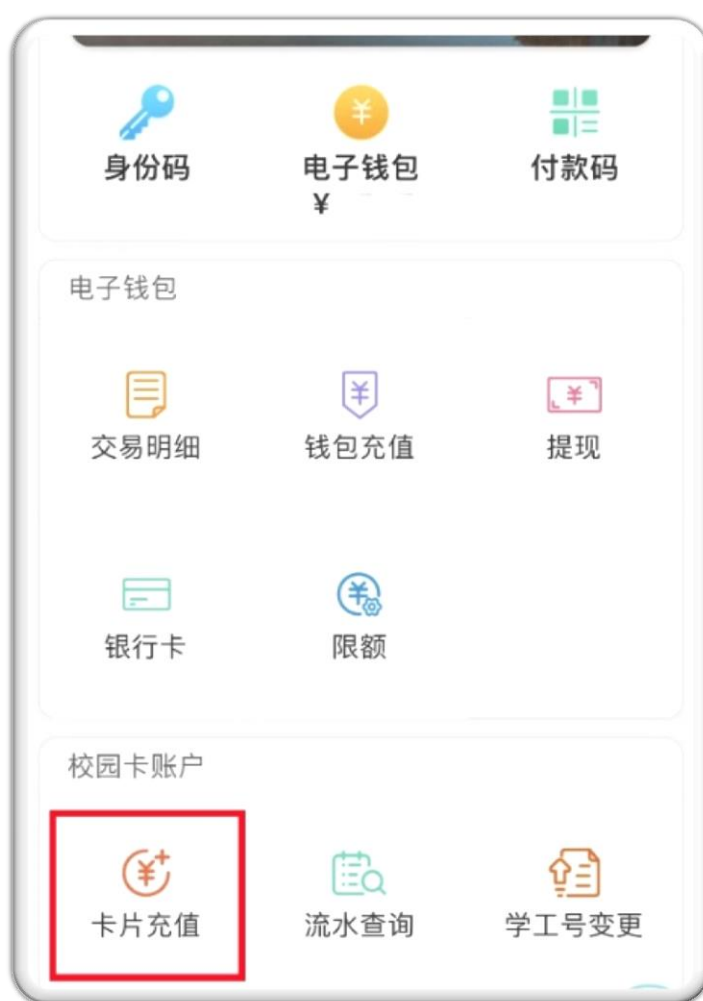 身份码 电子钱包 付款码
¥
电子钱包
交易明细 钱包充值 提现
银行卡 限额
校园卡账户
卡片充值 流水查询 学工号变更